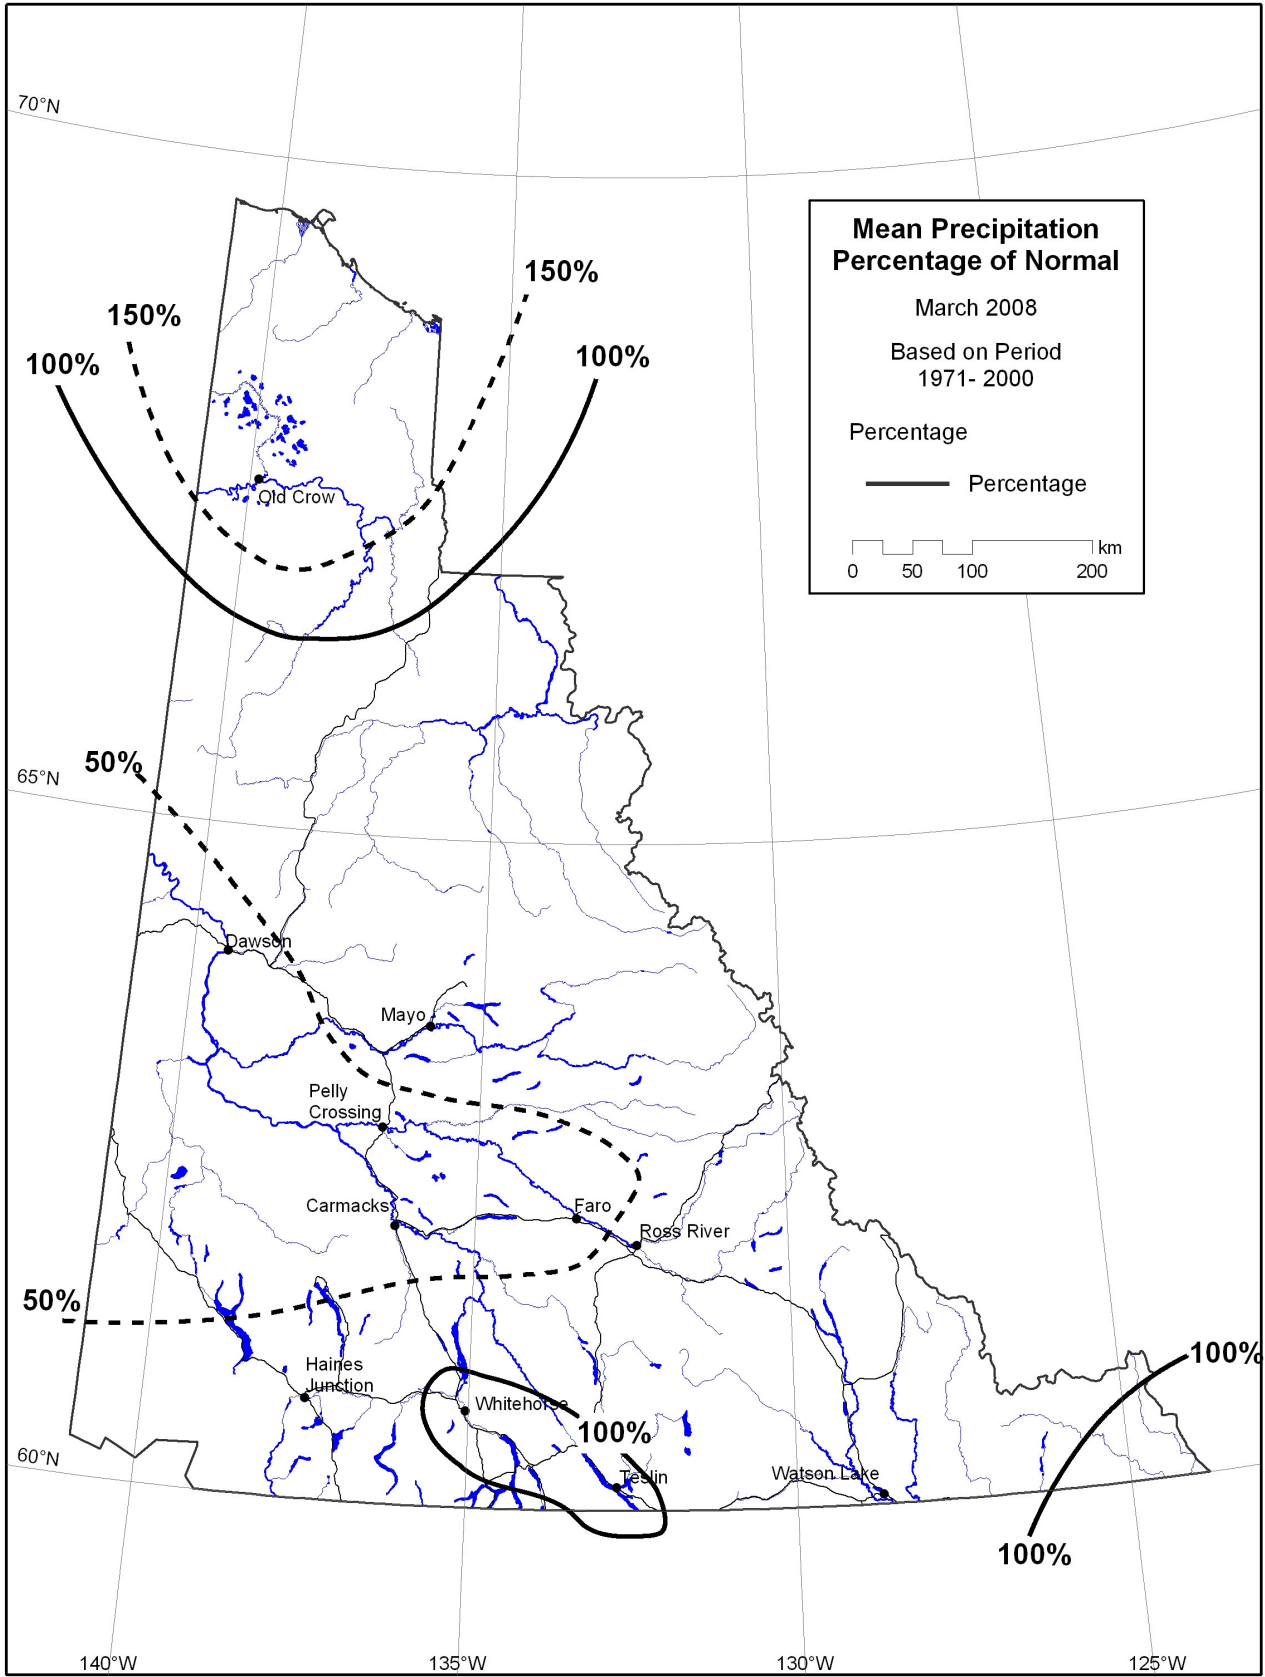 70°N
Mean Precipitation
Percentage of Normal
March 2008
Based on Period
1971- 2000
Percentage
Percentage
km
0 50 100 200
150%
150%
100%
100%
Old Crow
50%
65°N
Dawson
Mayo
Pelly
Crossing
Carmacks
Faro
Ross River
50%
Haines
Junction
Whitehorse
100%
100%
60°N
Teslin
Watson Lake
100%
140°W 135°W 130°W 125°W